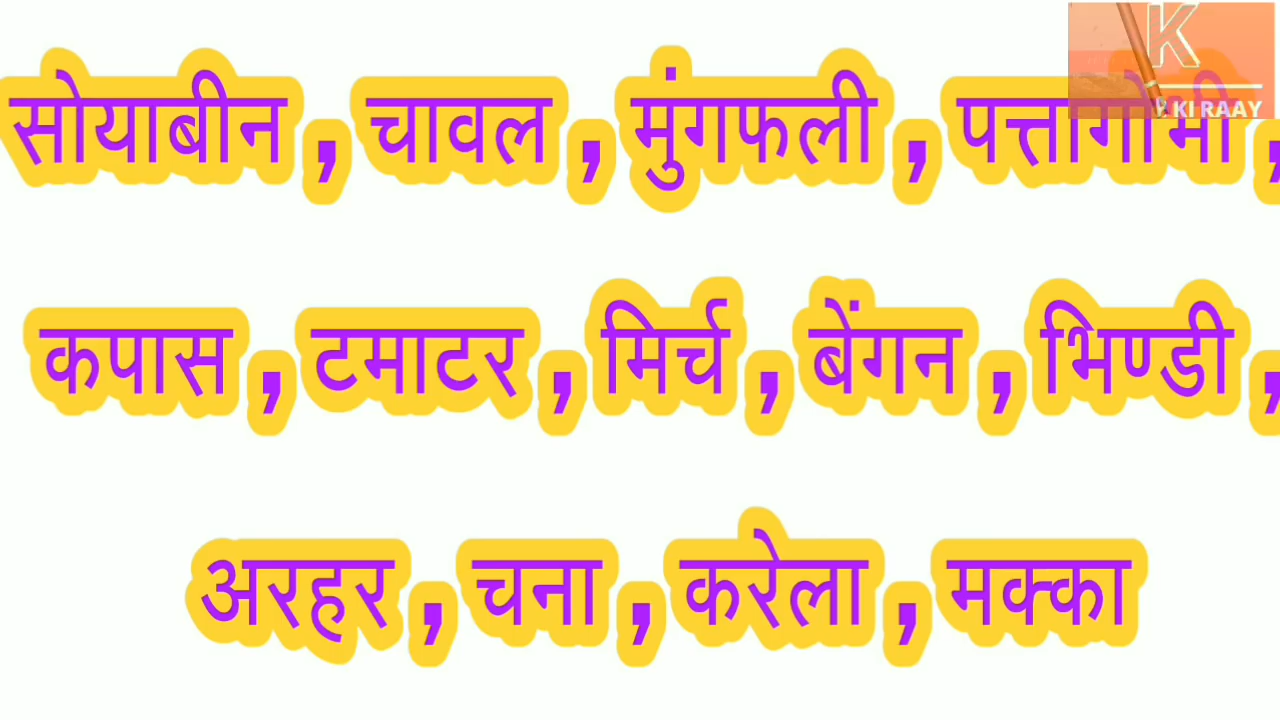 K
KI RAAY
सोयाबीन , चावल , मुंगफली , पत्तागोभी ,
कपास , टमाटर , मिर्च , बेंगन , भिण्डी ,
अरहर , चना , करेला , मक्का